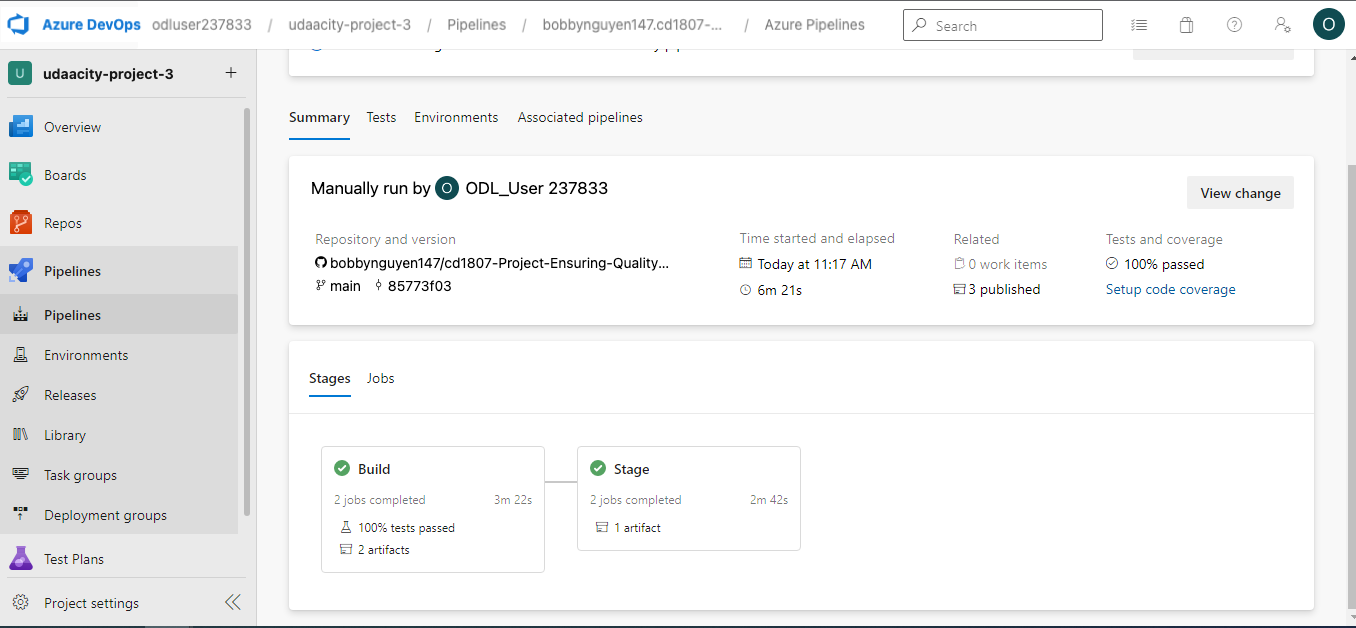 Azure DevOps odluser237833 / udaacity-project-3 / Pipelines / bobbynguyen147.cd1807-... / Azure Pipelines Search O
U udaacity-project-3 +
Overview
Boards
Repos
Pipelines
Pipelines
Environments
Releases
Library
Task groups
Deployment groups
Test Plans
Project settings
Summary Tests Environments Associated pipelines
Manually run by O ODL_User 237833
View change
Repository and version Time started and elapsed Related Tests and coverage
bobbynguyen147/cd1807-Project-Ensuring-Quality... Today at 11:17 AM 0 work items 100% passed
main 85773f03 6m 21s 3 published Setup code coverage
Stages Jobs
Build
2 jobs completed 3m 22s
100% tests passed
2 artifacts
Stage
2 jobs completed 2m 42s
1 artifact